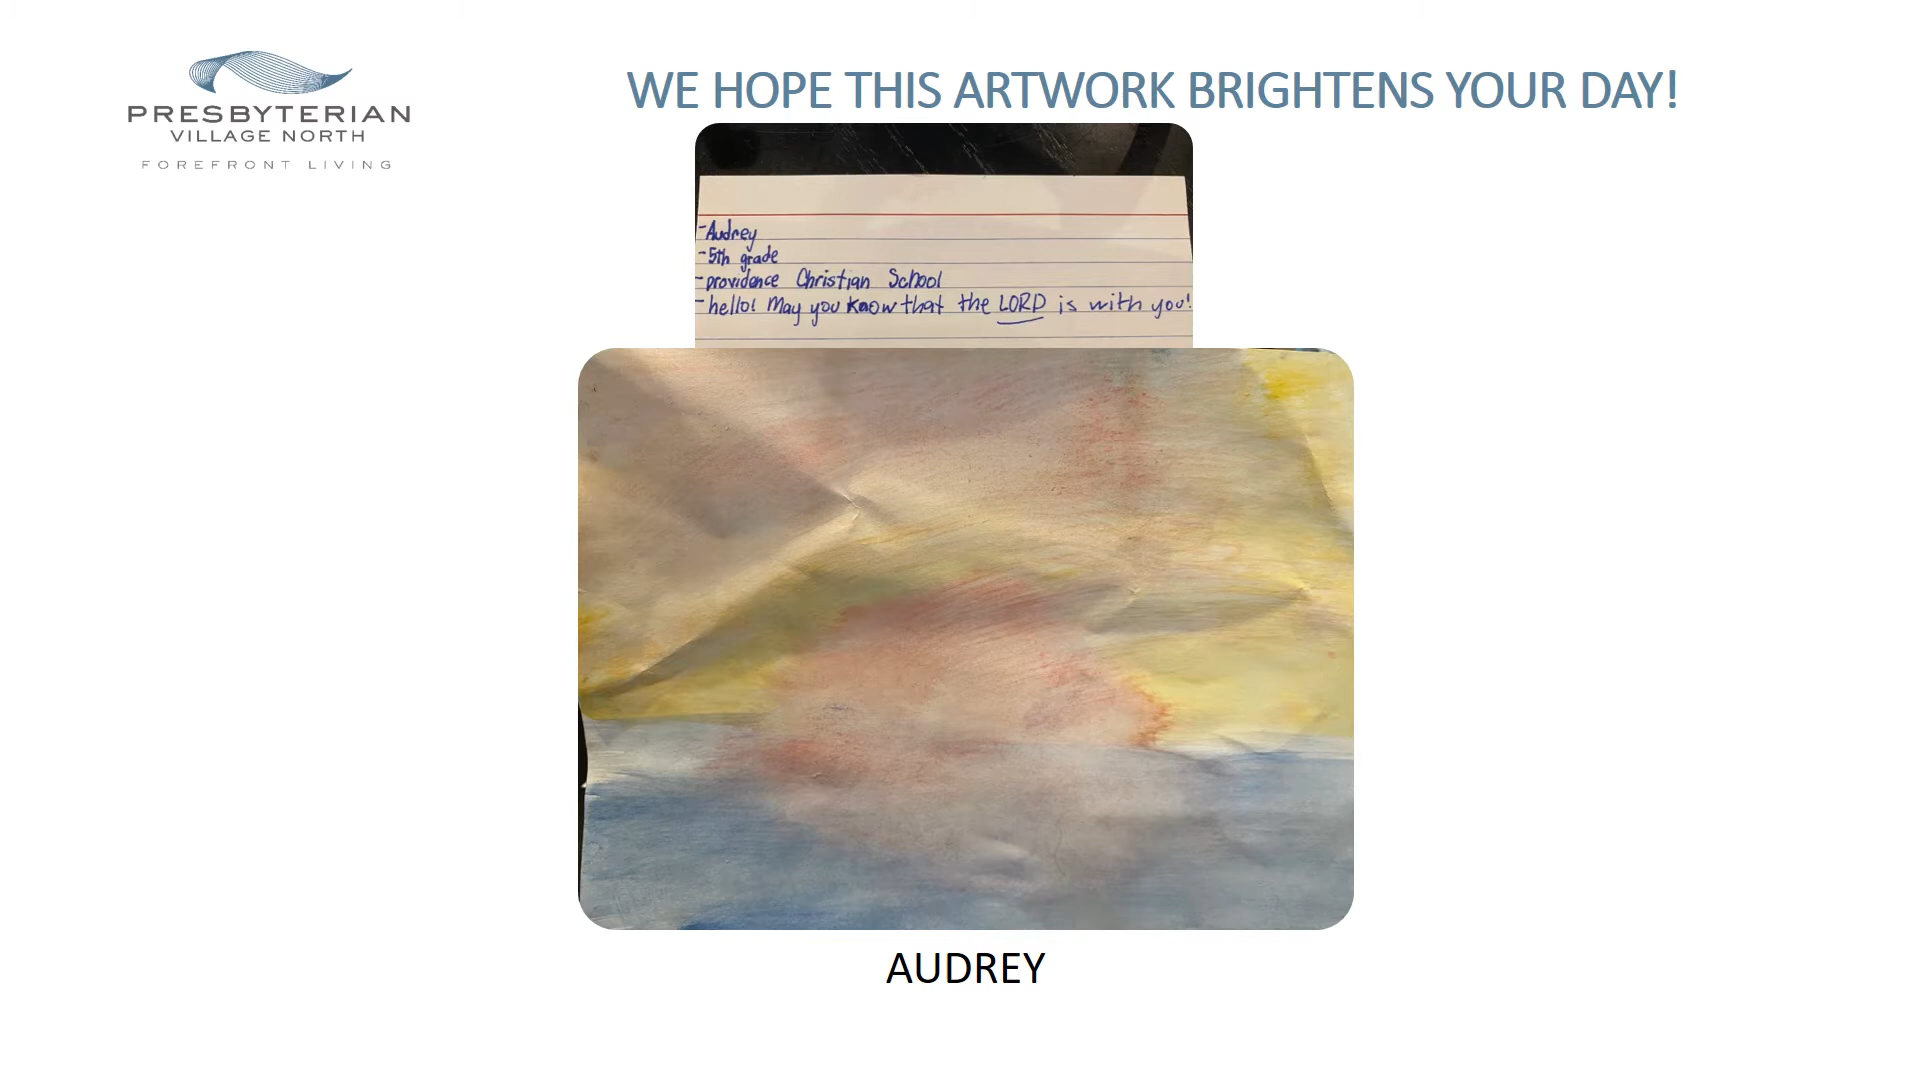 PRESBYTERIAN
VILLAGE NORTH
FOREFRONT LIVING
WE HOPE THIS ARTWORK BRIGHTENS YOUR DAY!
-Audrey
-5th grade
-providence Christian School
-hello! May you know that the LORD is with you!
AUDREY